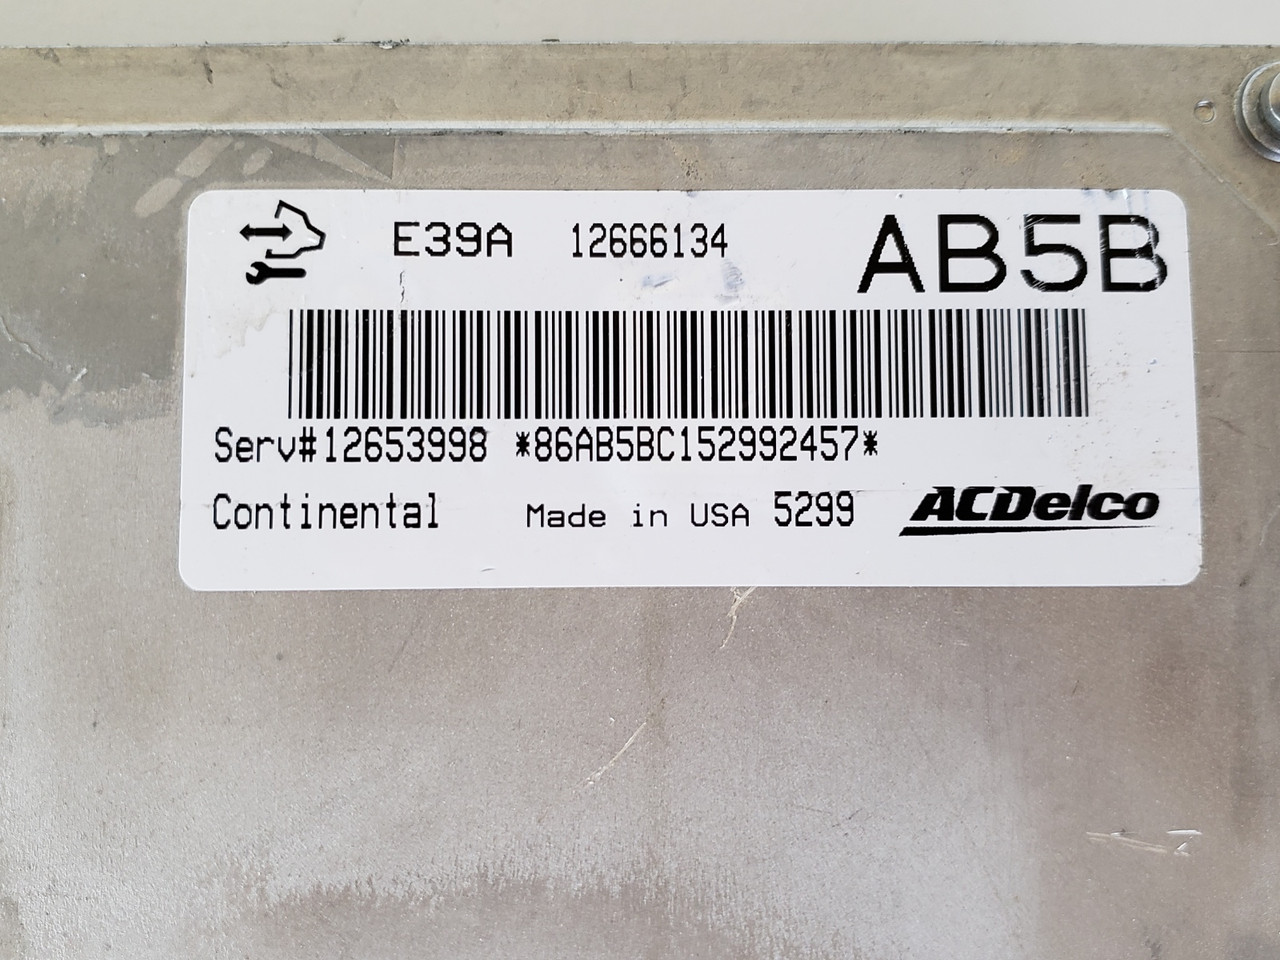 E39A 12666134 AB5B
Serv#12653998 *86AB5BC152992457*
Continental Made in USA 5299 ACDelco